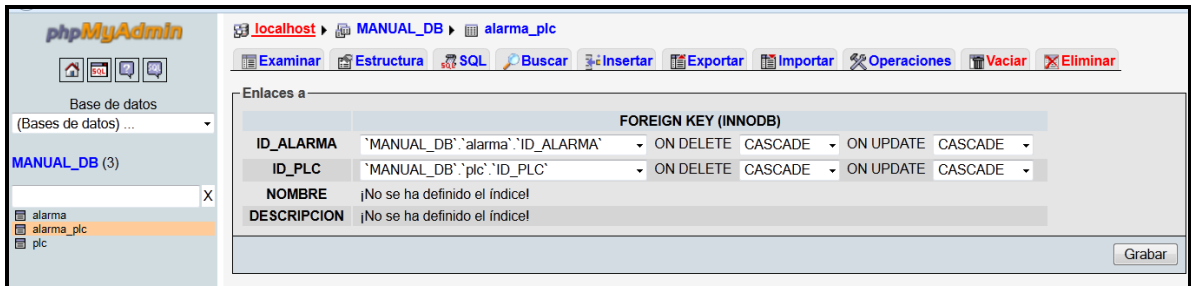 phpMyAdmin
Base de datos
(Bases de datos) ...
MANUAL_DB (3)
X
alarma
alarma_plc
plc
localhost MANUAL_DB alarma_plc
Examinar Estructura SQL Buscar Insertar Exportar Importar Operaciones Vaciar Eliminar
Enlaces a
FOREIGN KEY (INNODB)
ID_ALARMA `MANUAL_DB`.`alarma`.`ID_ALARMA` ON DELETE CASCADE ON UPDATE CASCADE
ID_PLC `MANUAL_DB`.`plc`.`ID_PLC` ON DELETE CASCADE ON UPDATE CASCADE
NOMBRE ¡No se ha definido el índice!
DESCRIPCION ¡No se ha definido el índice!
Grabar